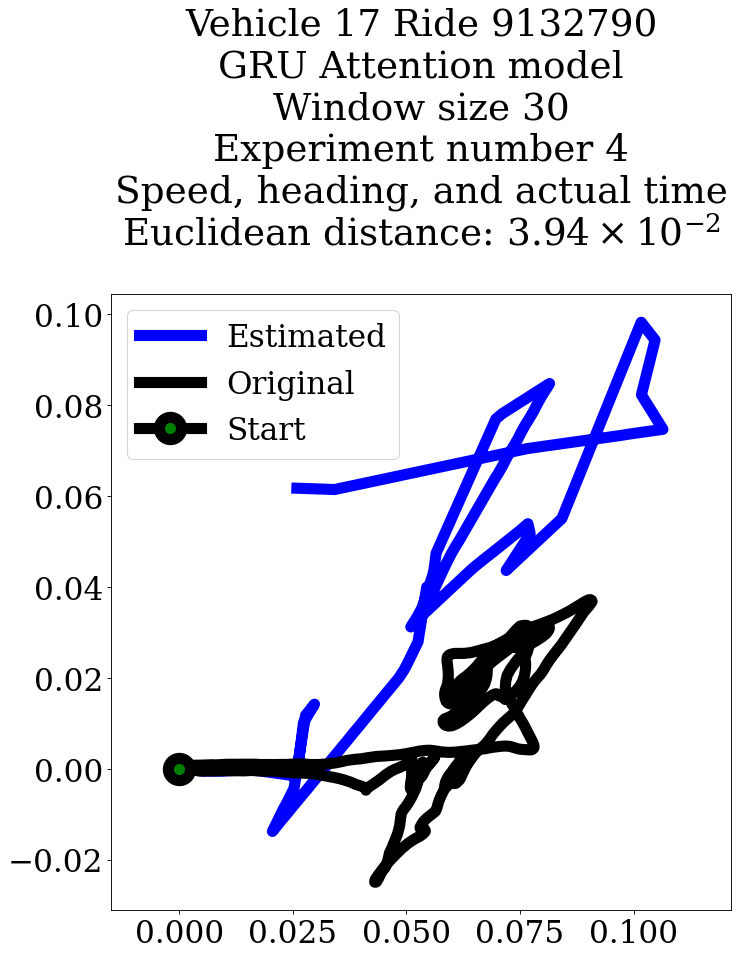 Vehicle 17 Ride 9132790
GRU Attention model
Window size 30
Experiment number 4
Speed, heading, and actual time
Euclidean distance: 3.94 × 10⁻²
Estimated
Original
Start
0.10
0.08
0.06
0.04
0.02
0.00
−0.02
0.000 0.025 0.050 0.075 0.100